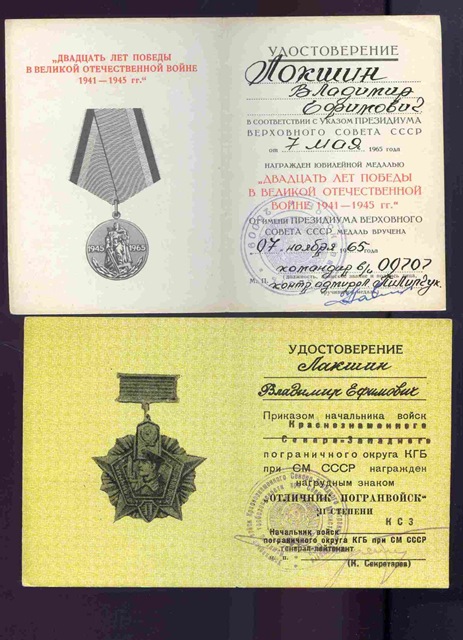 „ДВАДЦАТЬ ЛЕТ ПОБЕДЫ
В ВЕЛИКОЙ ОТЕЧЕСТВЕННОЙ ВОЙНЕ
1941—1945 гг."
1945 1965
УДОСТОВЕРЕНИЕ
Локшин
Владимир
Ефимович
В СООТВЕТСТВИИ С УКАЗОМ ПРЕЗИДИУМА
ВЕРХОВНОГО СОВЕТА СССР
от 7 мая 1965 года
НАГРАЖДЕН ЮБИЛЕЙНОЙ МЕДАЛЬЮ
„ДВАДЦАТЬ ЛЕТ ПОБЕДЫ
В ВЕЛИКОЙ ОТЕЧЕСТВЕННОЙ
ВОЙНЕ 1941—1945 гг."
ОТ ИМЕНИ ПРЕЗИДИУМА ВЕРХОВНОГО
СОВЕТА СССР МЕДАЛЬ ВРУЧЕНА
07 ноября 1965 года
командир в/ч 00707
М. П. контр адмирал
УДОСТОВЕРЕНИЕ
Лакшин
Владимир Ефимович
Приказом начальника войск
Краснознаменного
Северо-Западного
пограничного округа КГБ
при СМ СССР награжден
нагрудным знаком
«ОТЛИЧНИК ПОГРАНВОЙСК»
СТЕПЕНИ
КСЗ
Начальник войск
пограничного округа КГБ при СМ СССР
генерал-лейтенант
(И. Секретарев)